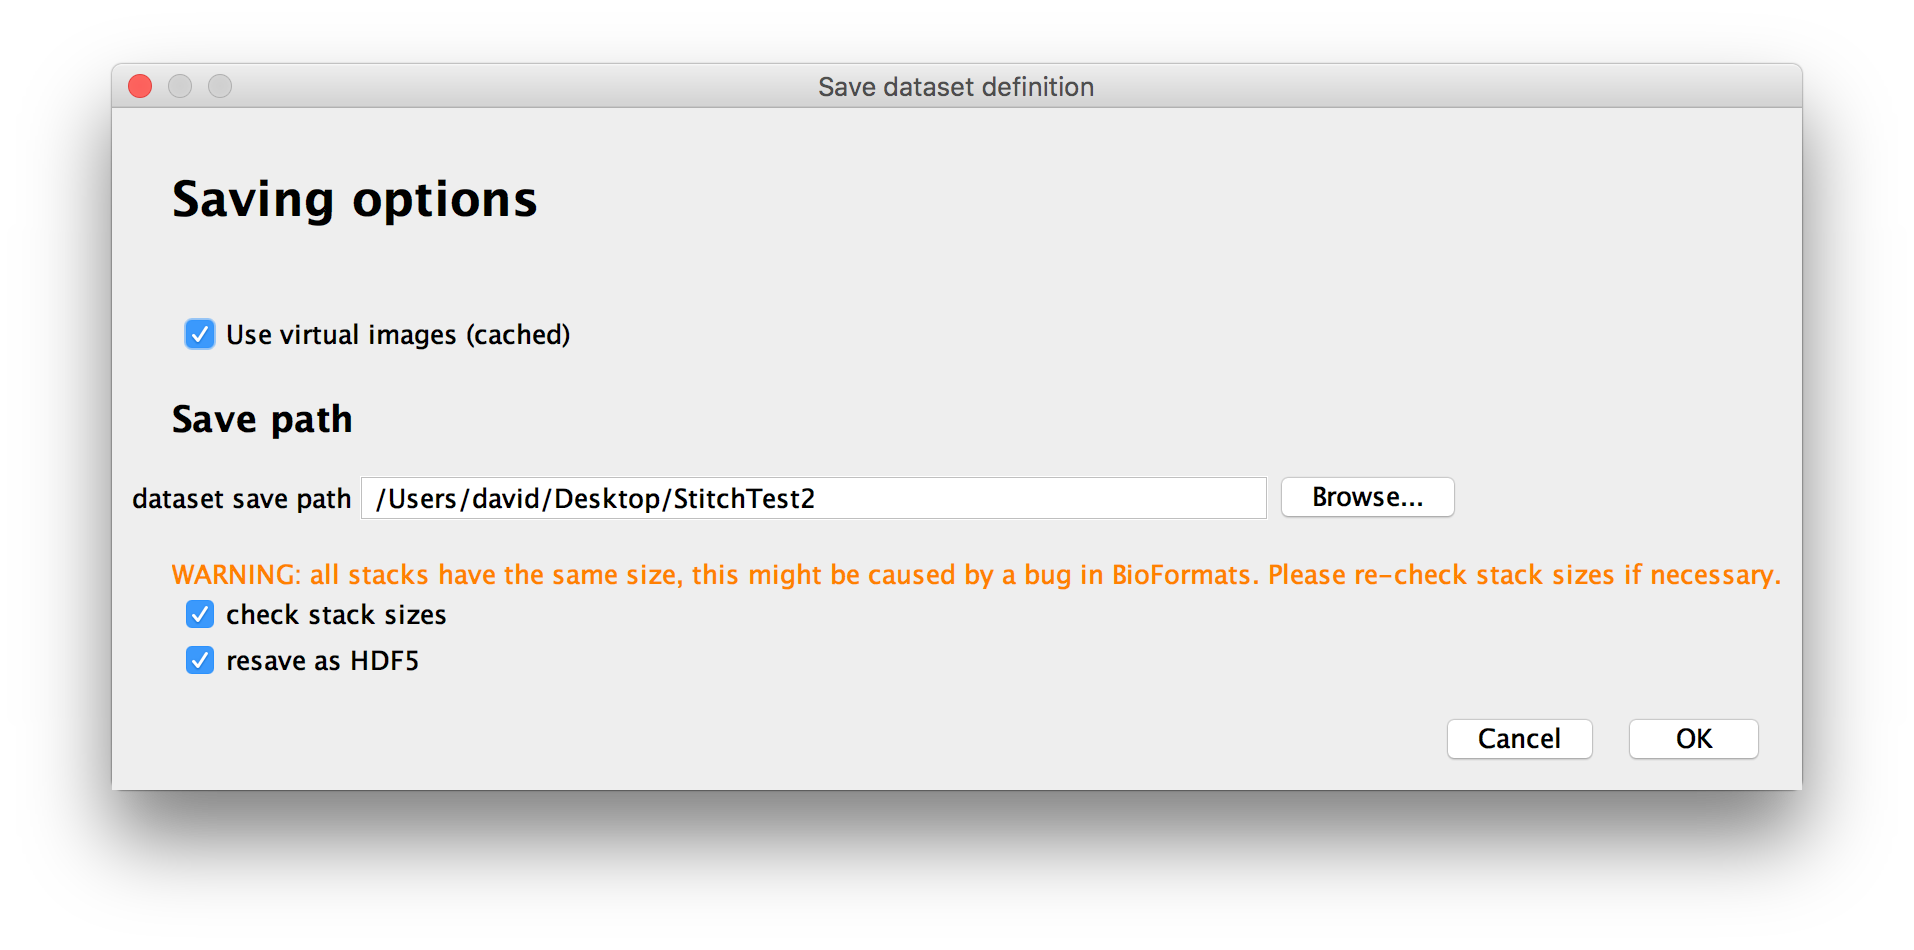 Save dataset definition
Saving options
Use virtual images (cached)
Save path
dataset save path /Users/david/Desktop/StitchTest2 Browse...
WARNING: all stacks have the same size, this might be caused by a bug in BioFormats. Please re-check stack sizes if necessary.
check stack sizes
resave as HDF5
Cancel OK